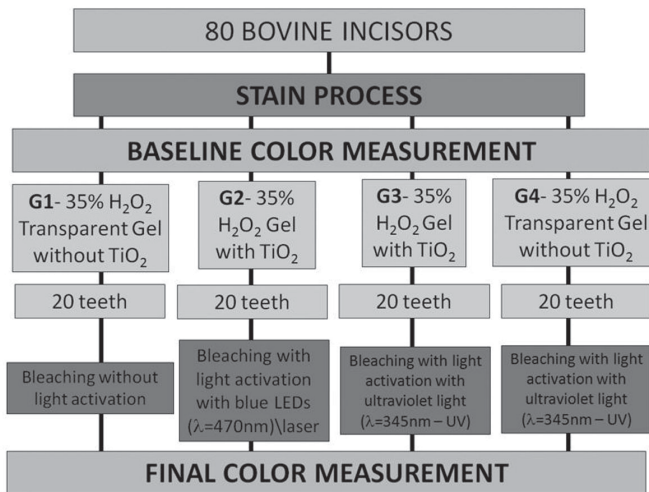 80 BOVINE INCISORS
STAIN PROCESS
BASELINE COLOR MEASUREMENT
G1- 35% H₂O₂
Transparent Gel
without TiO₂
G2- 35%
H₂O₂ Gel
with TiO₂
G3- 35%
H₂O₂ Gel
with TiO₂
G4- 35% H₂O₂
Transparent Gel
without TiO₂
20 teeth
20 teeth
20 teeth
20 teeth
Bleaching without
light activation
Bleaching with
light activation
with blue LEDs
(λ=470nm)\laser
Bleaching with light
activation with
ultraviolet light
(λ=345nm – UV)
Bleaching with light
activation with
ultraviolet light
(λ=345nm – UV)
FINAL COLOR MEASUREMENT